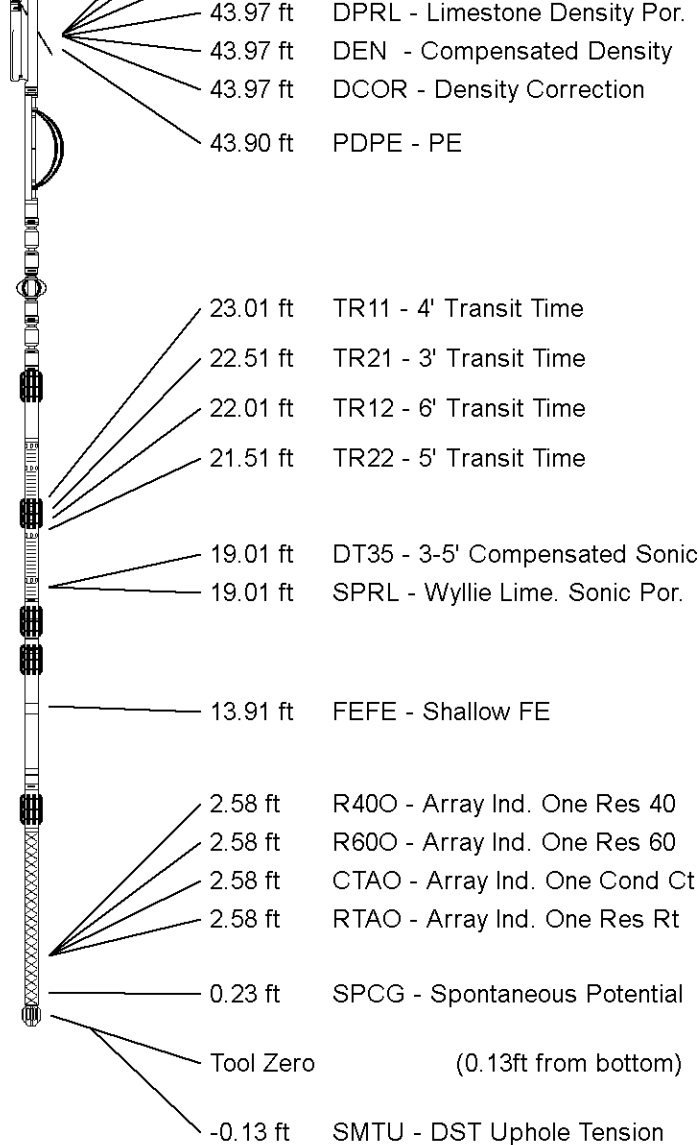 43.97 ft DPRL - Limestone Density Por.
43.97 ft DEN - Compensated Density
43.97 ft DCOR - Density Correction
43.90 ft PDPE - PE
23.01 ft TR11 - 4' Transit Time
22.51 ft TR21 - 3' Transit Time
22.01 ft TR12 - 6' Transit Time
21.51 ft TR22 - 5' Transit Time
19.01 ft DT35 - 3-5' Compensated Sonic
19.01 ft SPRL - Wyllie Lime. Sonic Por.
13.91 ft FEFE - Shallow FE
2.58 ft R40O - Array Ind. One Res 40
2.58 ft R60O - Array Ind. One Res 60
2.58 ft CTAO - Array Ind. One Cond Ct
2.58 ft RTAO - Array Ind. One Res Rt
0.23 ft SPCG - Spontaneous Potential
Tool Zero (0.13ft from bottom)
-0.13 ft SMTU - DST Uphole Tension